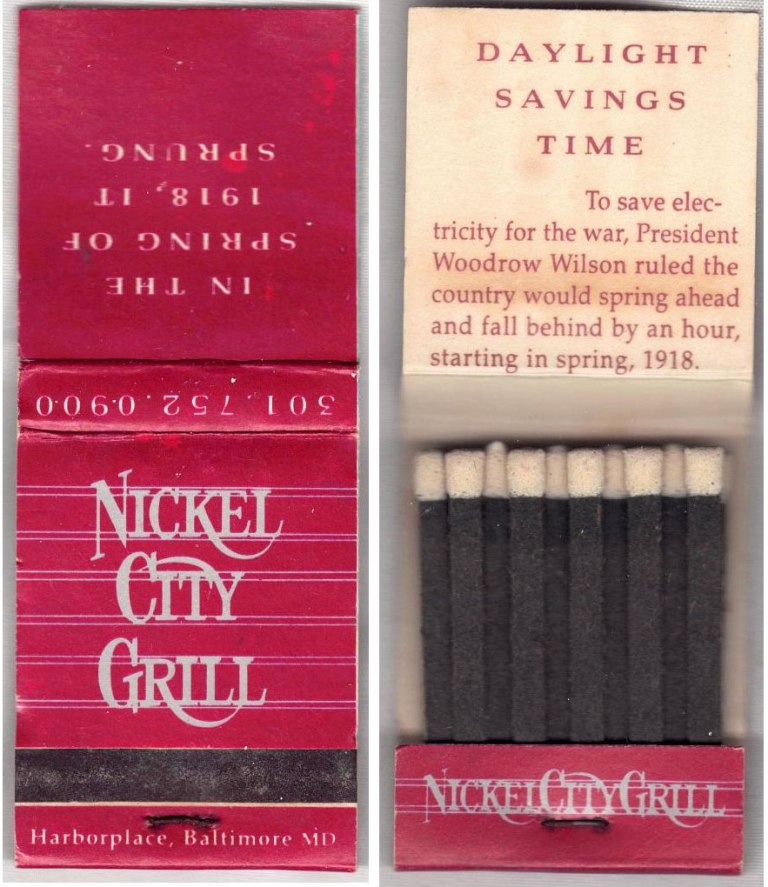 IN THE
SPRING OF
1918, IT
SPRUNG.
301.752.0900
NICKEL
CITY
GRILL
Harborplace, Baltimore MD
DAYLIGHT
SAVINGS
TIME
To save elec-
tricity for the war, President
Woodrow Wilson ruled the
country would spring ahead
and fall behind by an hour,
starting in spring, 1918.
NICKEL CITY GRILL